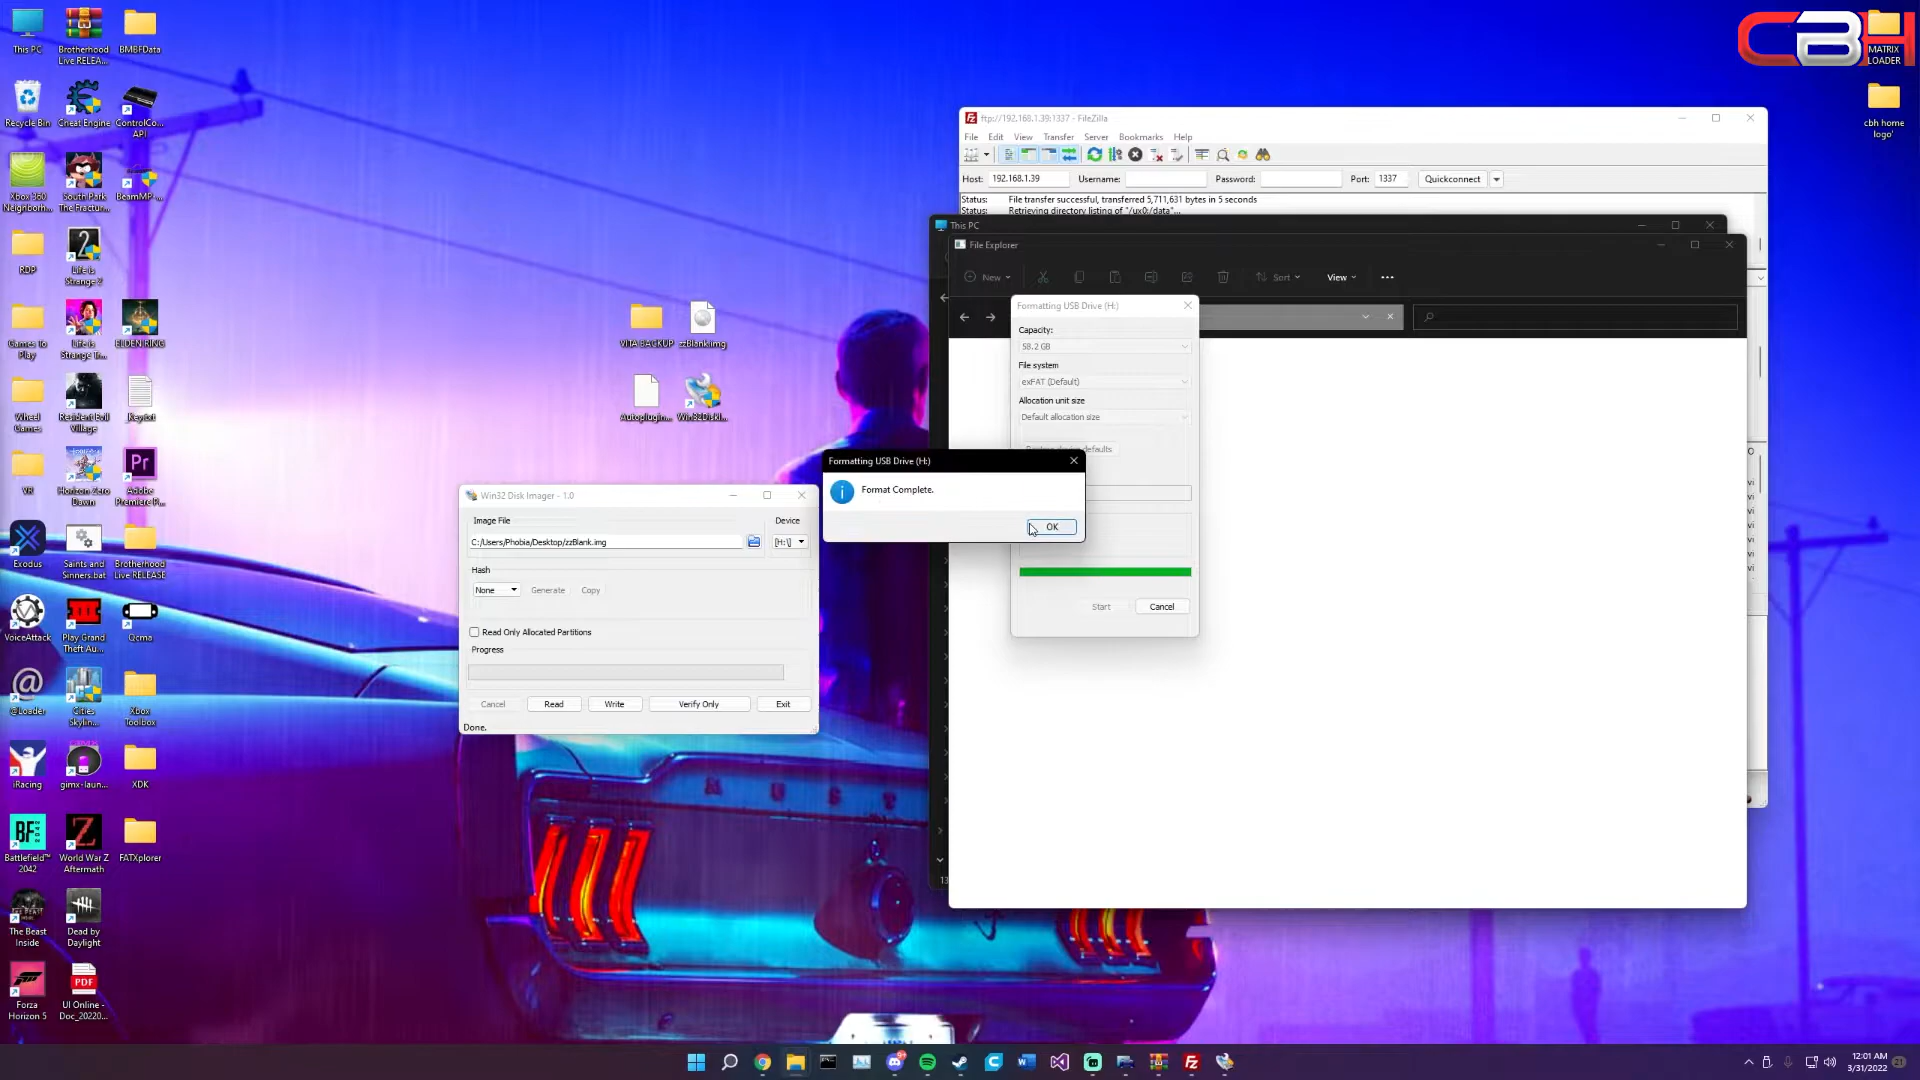 This PC
Brotherhood
Live RELEA...
BMBFData
Recycle Bin
Cheat Engine
ControlCo...
API
Xbox 360
Neighborh...
South Park
The Fractur...
BeamMP-...
RDP
Life is
Strange 2
Games To
Play
Life is
Strange Tr...
ELDEN RING
Wheel
Games
Resident Evil
Village
_Key.txt
VR
Horizon Zero
Dawn
Adobe
Premiere P...
Exodus
Saints and
Sinners.bat
Brotherhood
Live RELEASE
VoiceAttack
Play Grand
Theft Au...
Qcma
@Loader
Cities
Skylin...
Xbox
Toolbox
iRacing
gimx-laun...
XDK
Battlefield™
2042
World War Z
Aftermath
FATXplorer
The Beast
Inside
Dead by
Daylight
Forza
Horizon 5
UI Online -
Doc_20220...
VITA BACKUP
zzBlank.img
Autoplugin...
Win32DiskI...
CBH
MATRIX
LOADER
cbh home
logo'
ftp://192.168.1.39:1337 - FileZilla
File Edit View Transfer Server Bookmarks Help
Host: 192.168.1.39 Username: Password: Port: 1337 Quickconnect
Status: File transfer successful, transferred 5,711,631 bytes in 5 seconds
Status: Retrieving directory listing of "/ux0:/data"...
This PC
File Explorer
New Sort View
Formatting USB Drive (H:)
Capacity:
58.2 GB
File system
exFAT (Default)
Allocation unit size
Default allocation size
defaults
Start Cancel
Formatting USB Drive (H:)
Format Complete.
OK
Win32 Disk Imager - 1.0
Image File Device
C:/Users/Phobia/Desktop/zzBlank.img [H:\]
Hash
None Generate Copy
Read Only Allocated Partitions
Progress
Cancel Read Write Verify Only Exit
Done.
MUST
12:01 AM
3/31/2022
21